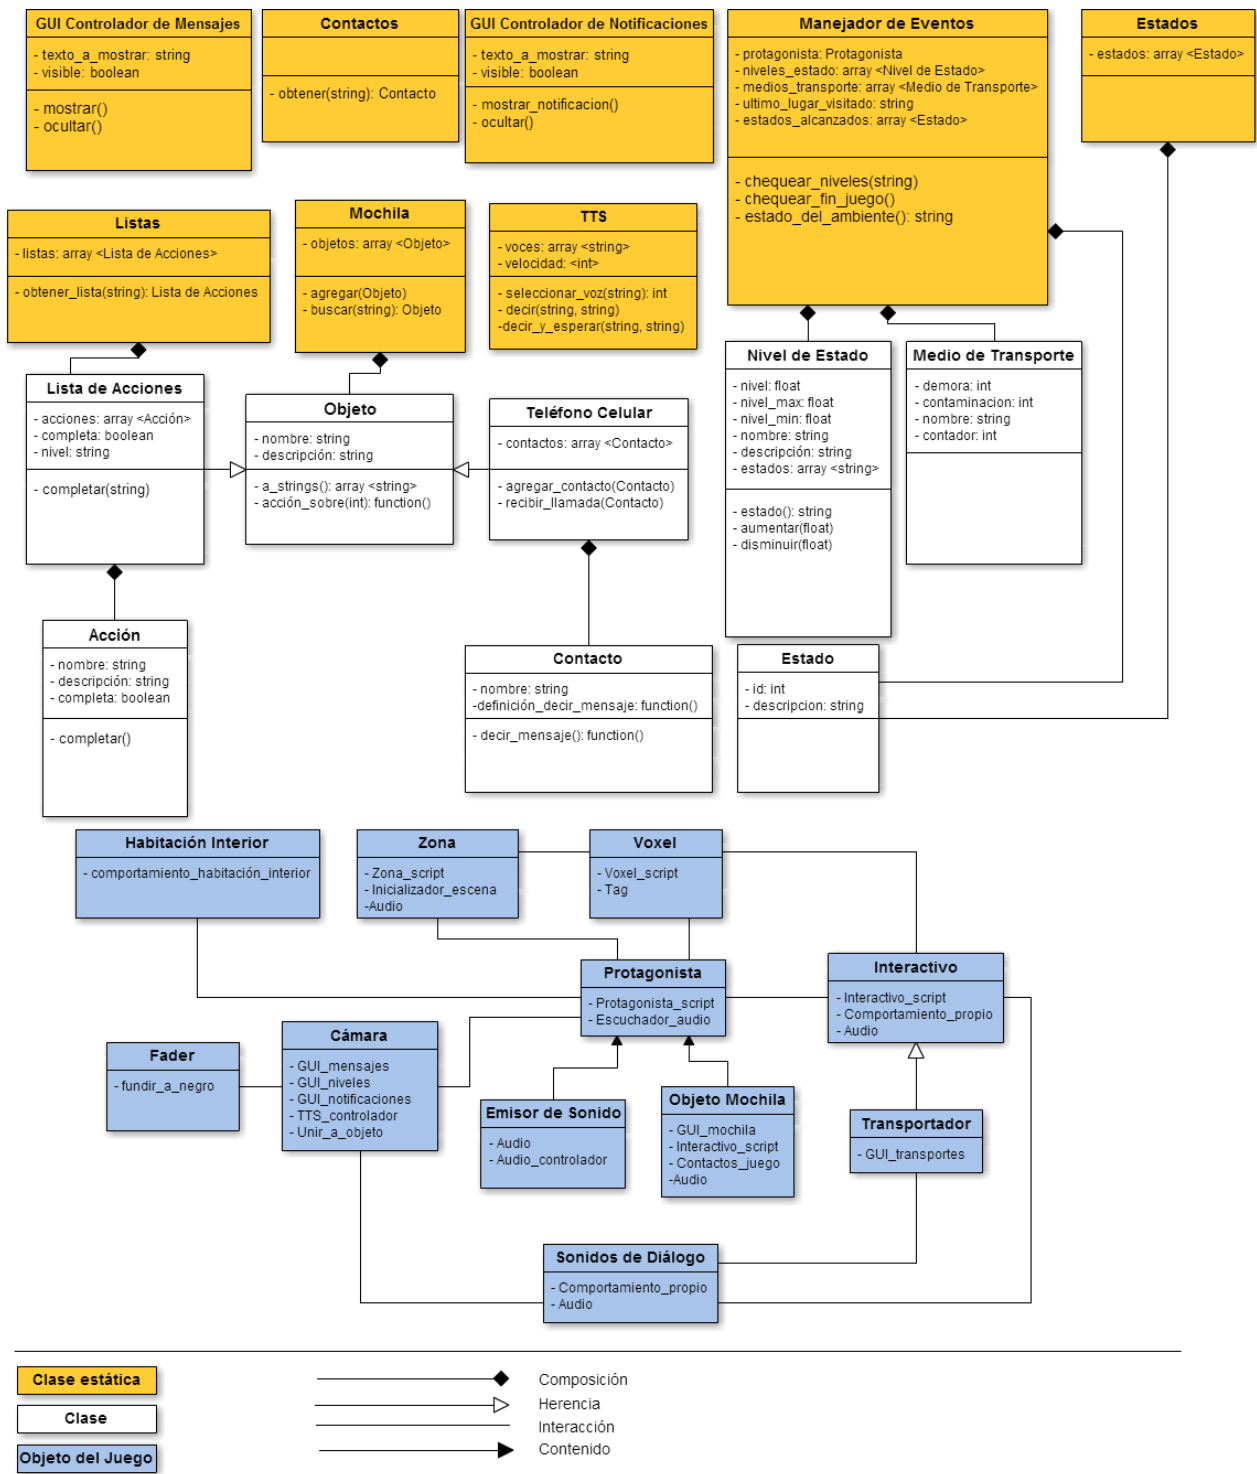 GUI Controlador de Mensajes
- texto_a_mostrar: string
- visible: boolean
- mostrar()
- ocultar()
Contactos
- obtener(string): Contacto
GUI Controlador de Notificaciones
- texto_a_mostrar: string
- visible: boolean
- mostrar_notificacion()
- ocultar()
Manejador de Eventos
- protagonista: Protagonista
- niveles_estado: array <Nivel de Estado>
- medios_transporte: array <Medio de Transporte>
- ultimo_lugar_visitado: string
- estados_alcanzados: array <Estado>
- chequear_niveles(string)
- chequear_fin_juego()
- estado_del_ambiente(): string
Estados
- estados: array <Estado>
Listas
- listas: array <Lista de Acciones>
- obtener_lista(string): Lista de Acciones
Mochila
- objetos: array <Objeto>
- agregar(Objeto)
- buscar(string): Objeto
TTS
- voces: array <string>
- velocidad: <int>
- seleccionar_voz(string): int
- decir(string, string)
-decir_y_esperar(string, string)
Lista de Acciones
- acciones: array <Acción>
- completa: boolean
- nivel: string
- completar(string)
Objeto
- nombre: string
- descripción: string
- a_strings(): array <string>
- acción_sobre(int): function()
Teléfono Celular
- contactos: array <Contacto>
- agregar_contacto(Contacto)
- recibir_llamada(Contacto)
Nivel de Estado
- nivel: float
- nivel_max: float
- nivel_min: float
- nombre: string
- descripción: string
- estados: array <string>
- estado(): string
- aumentar(float)
- disminuir(float)
Medio de Transporte
- demora: int
- contaminacion: int
- nombre: string
- contador: int
Acción
- nombre: string
- descripción: string
- completa: boolean
- completar()
Contacto
- nombre: string
-definición_decir_mensaje: function()
- decir_mensaje(): function()
Estado
- id: int
- descripcion: string
Habitación Interior
- comportamiento_habitación_interior
Zona
- Zona_script
- Inicializador_escena
-Audio
Voxel
- Voxel_script
- Tag
Protagonista
- Protagonista_script
- Escuchador_audio
Interactivo
- Interactivo_script
- Comportamiento_propio
- Audio
Fader
- fundir_a_negro
Cámara
- GUI_mensajes
- GUI_niveles
- GUI_notificaciones
- TTS_controlador
- Unir_a_objeto
Emisor de Sonido
- Audio
- Audio_controlador
Objeto Mochila
- GUI_mochila
- Interactivo_script
- Contactos_juego
-Audio
Transportador
- GUI_transportes
Sonidos de Diálogo
- Comportamiento_propio
- Audio
Clase estática
Clase
Objeto del Juego
Composición
Herencia
Interacción
Contenido